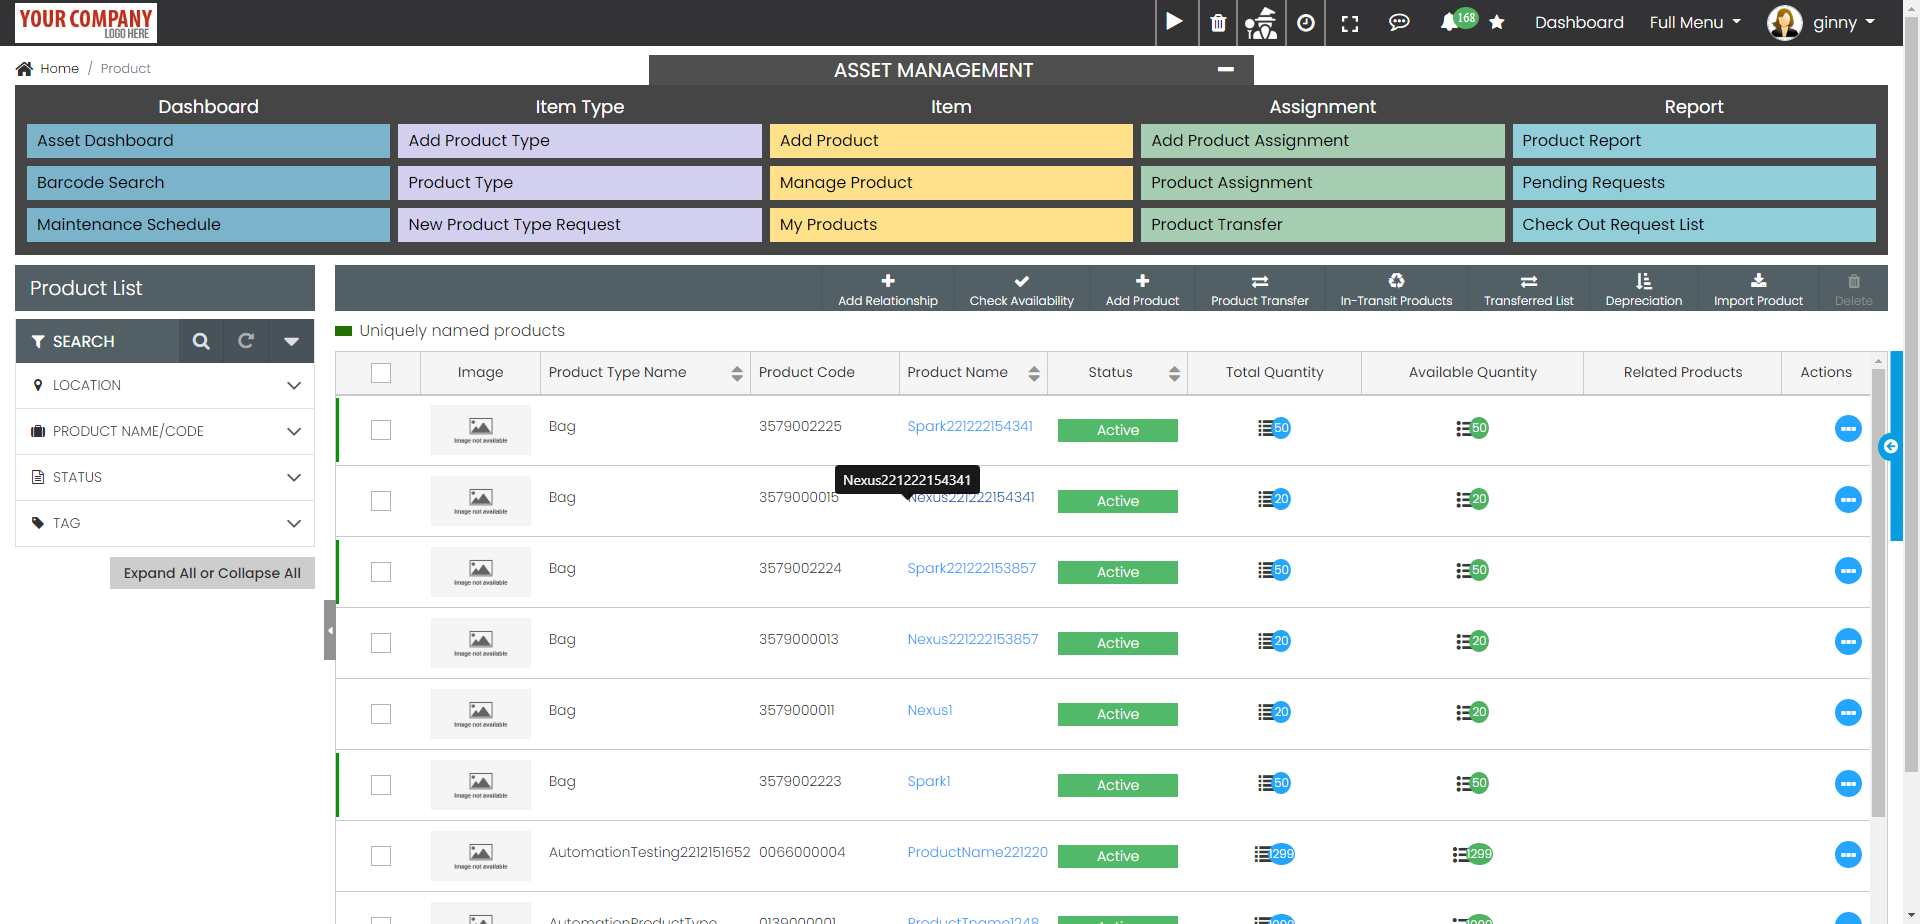 YOUR COMPANY
LOGO HERE
168
Dashboard
Full Menu
ginny
Home / Product
ASSET MANAGEMENT
Dashboard
Item Type
Item
Assignment
Report
Asset Dashboard
Add Product Type
Add Product
Add Product Assignment
Product Report
Barcode Search
Product Type
Manage Product
Product Assignment
Pending Requests
Maintenance Schedule
New Product Type Request
My Products
Product Transfer
Check Out Request List
Product List
Add Relationship
Check Availability
Add Product
Product Transfer
In-Transit Products
Transferred List
Depreciation
Import Product
Delete
SEARCH
LOCATION
PRODUCT NAME/CODE
STATUS
TAG
Expand All or Collapse All
Uniquely named products
Image
Product Type Name
Product Code
Product Name
Status
Total Quantity
Available Quantity
Related Products
Actions
Image not available
Bag
3579002225
Spark221222154341
Active
50
50
Nexus221222154341
Image not available
Bag
3579000015
Nexus221222154341
Active
20
20
Image not available
Bag
3579002224
Spark221222153857
Active
50
50
Image not available
Bag
3579000013
Nexus221222153857
Active
20
20
Image not available
Bag
3579000011
Nexus1
Active
20
20
Image not available
Bag
3579002223
Spark1
Active
50
50
Image not available
AutomationTesting2212151652
0066000004
ProductName221220
Active
1299
1299
AutomationProductType
0139000001
ProductTname1248